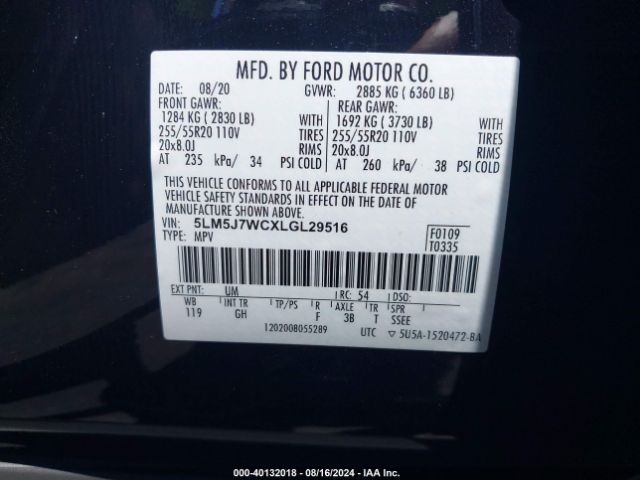 MFD. BY FORD MOTOR CO.
DATE: 08/20 GVWR: 2885 KG ( 6360 LB)
FRONT GAWR: REAR GAWR:
1284 KG ( 2830 LB) WITH 1692 KG ( 3730 LB) WITH
255/55R20 110V TIRES 255/55R20 110V TIRES
20x8.0J RIMS 20x8.0J RIMS
AT 235 kPa/ 34 PSI COLD AT 260 kPa/ 38 PSI COLD
THIS VEHICLE CONFORMS TO ALL APPLICABLE FEDERAL MOTOR
VEHICLE SAFETY STANDARDS IN EFFECT ON THE DATE OF
MANUFACTURE SHOWN ABOVE.
VIN: 5LM5J7WCXLGL29516 F0109
TYPE: MPV T0335
EXT PNT: UM RC: 54 DSO:
WB INT TR TP/PS R AXLE TR SPR
119 GH F 3B T SSEE
1202008055289 UTC ▽ 5U5A-1520472-BA
000-40132018 - 08/16/2024 - IAA Inc.